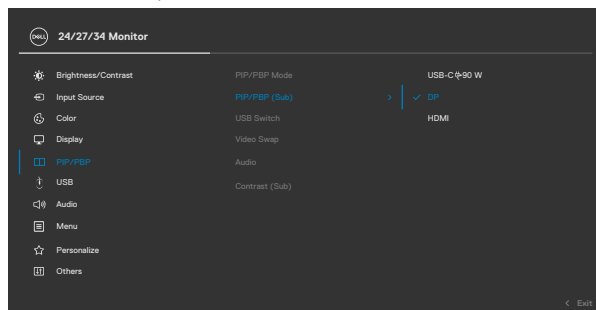 DELL
24/27/34 Monitor
Brightness/Contrast
Input Source
Color
Display
PIP/PBP
USB
Audio
Menu
Personalize
Others
PIP/PBP Mode
PIP/PBP (Sub)
USB Switch
Video Swap
Audio
Contrast (Sub)
USB-C 90 W
DP
HDMI
Exit